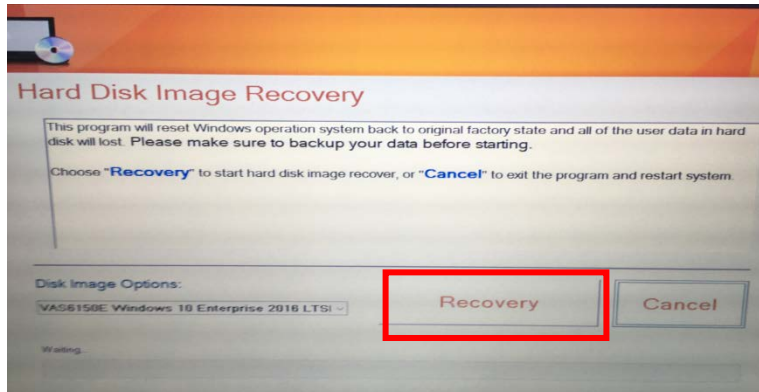 Hard Disk Image Recovery
This program will reset Windows operation system back to original factory state and all of the user data in hard
disk will lost. Please make sure to backup your data before starting.
Choose "Recovery" to start hard disk image recover, or "Cancel" to exit the program and restart system.
Disk Image Options:
VAS6150E Windows 10 Enterprise 2016 LTSI
Recovery
Cancel
Waiting.